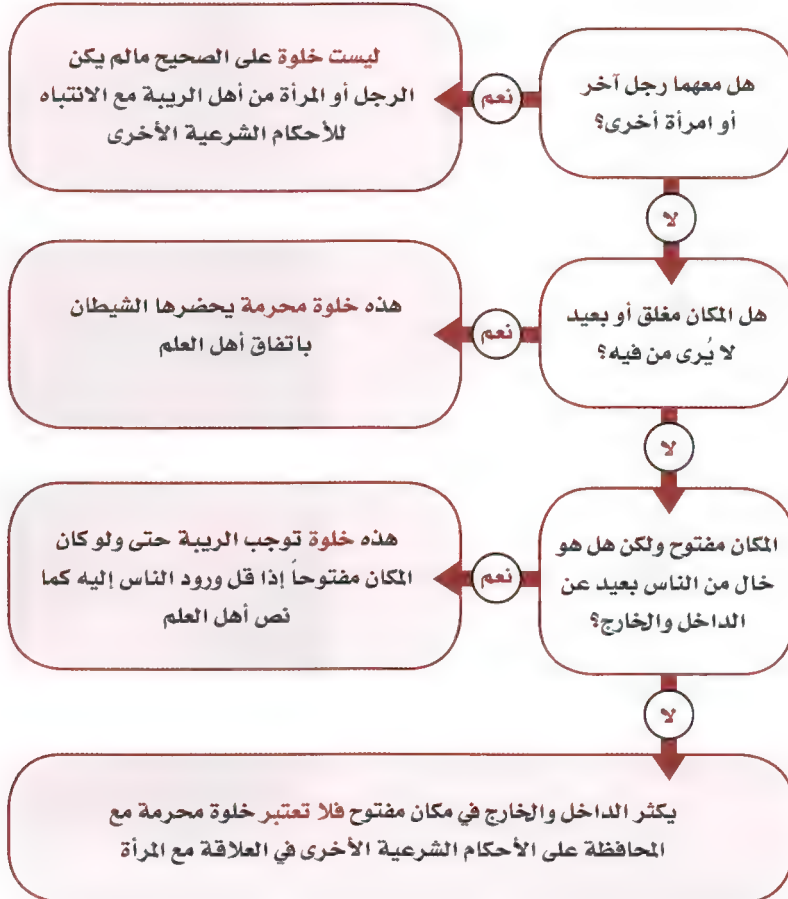 هل معهما رجل آخر
أو امرأة أخرى؟
نعم
ليست خلوة على الصحيح مالم يكن
الرجل أو المرأة من أهل الريبة مع الانتباه
للأحكام الشرعية الأخرى
لا
هل المكان مغلق أو بعيد
لا يُرى من فيه؟
نعم
هذه خلوة محرمة يحضرها الشيطان
باتفاق أهل العلم
لا
المكان مفتوح ولكن هل هو
خال من الناس بعيد عن
الداخل والخارج؟
نعم
هذه خلوة توجب الريبة حتى ولو كان
المكان مفتوحاً إذا قل ورود الناس إليه كما
نص أهل العلم
لا
يكثر الداخل والخارج في مكان مفتوح فلا تعتبر خلوة محرمة مع
المحافظة على الأحكام الشرعية الأخرى في العلاقة مع المرأة